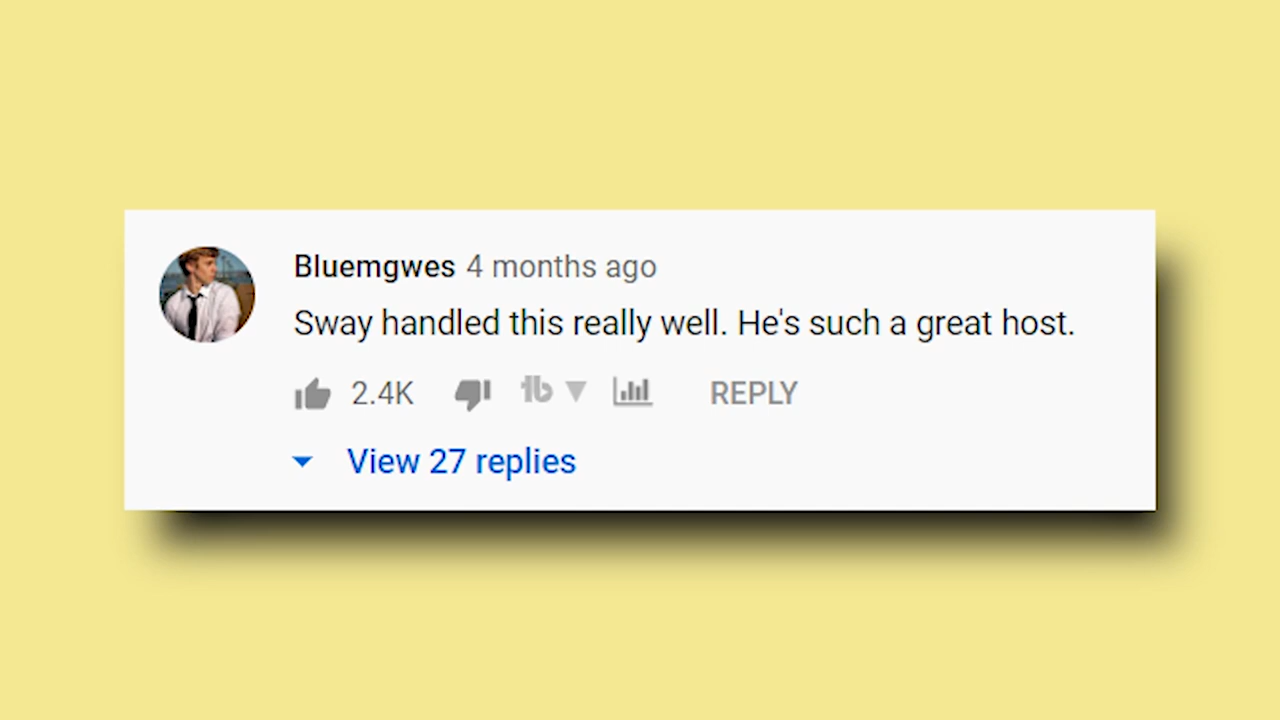 Bluemgwes 4 months ago
Sway handled this really well. He's such a great host.
2.4K tb REPLY
View 27 replies